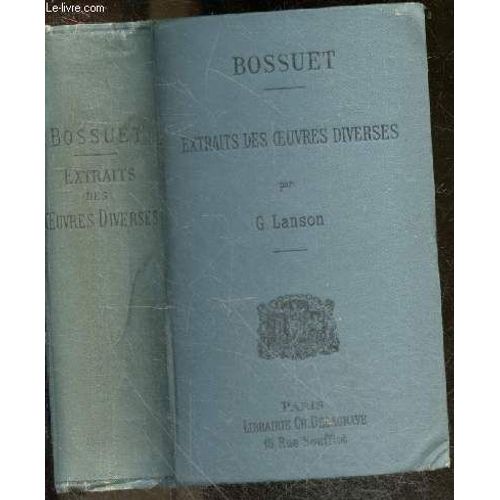 Le-livre.com
BOSSUET
EXTRAITS
DES
ŒUVRES DIVERSES
BOSSUET
EXTRAITS DES ŒUVRES DIVERSES
par
G. Lanson
PARIS
LIBRAIRIE CH. DELAGRAVE
15 Rue Soufflot